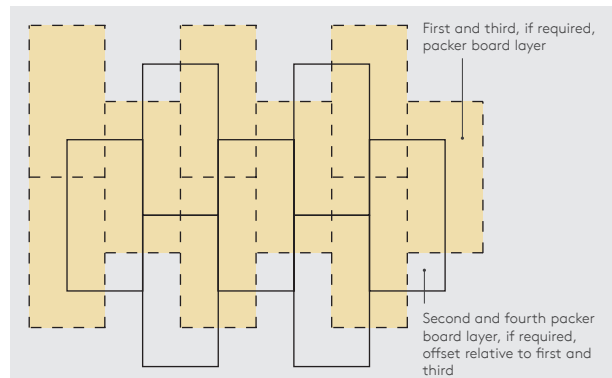 First and third, if required,
packer board layer
Second and fourth packer
board layer, if required,
offset relative to first and
third